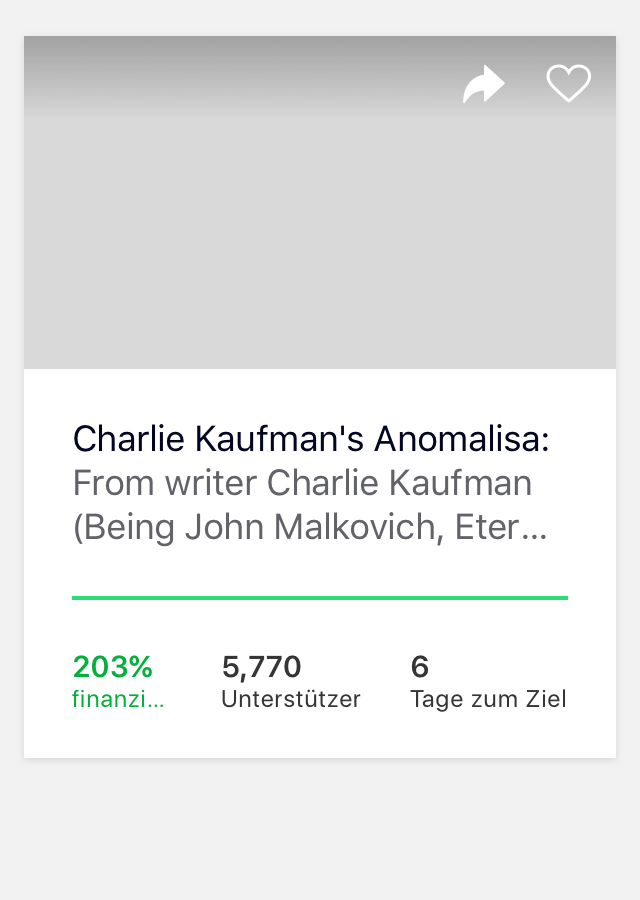 Charlie Kaufman's Anomalisa:
From writer Charlie Kaufman
(Being John Malkovich, Eter…
203% 5,770 6
finanzi… Unterstützer Tage zum Ziel